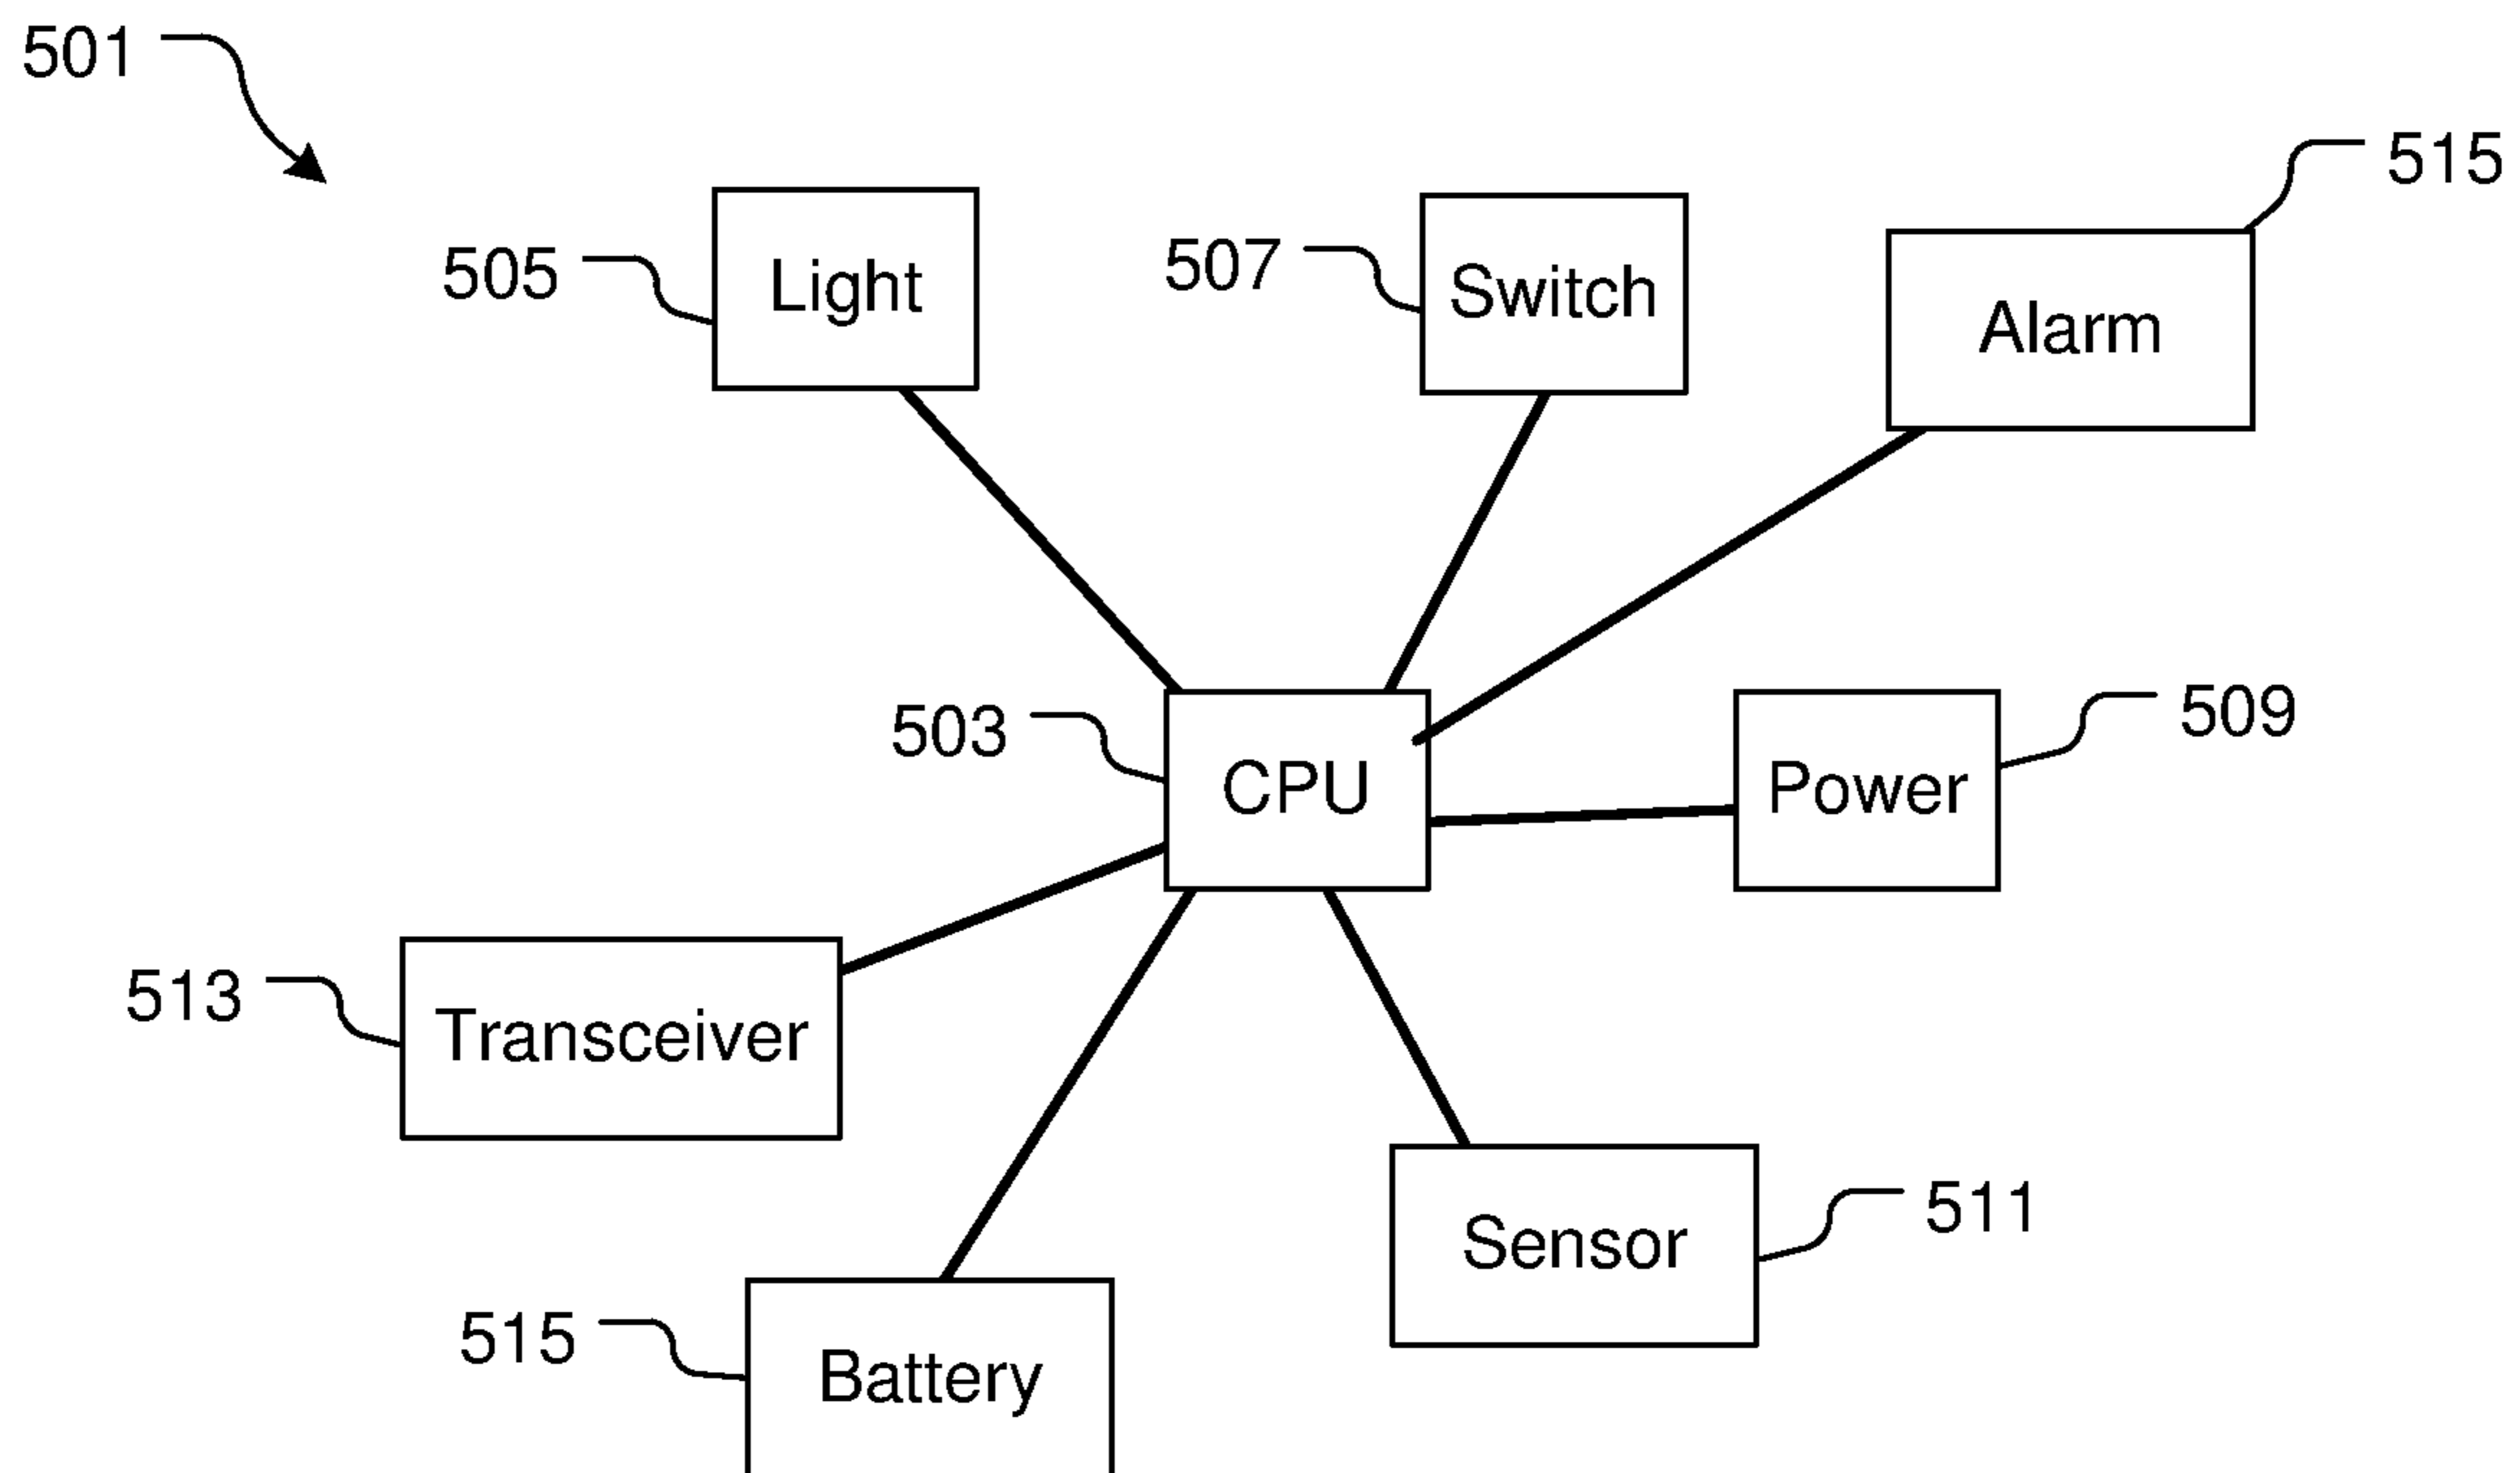 501
515
505
Light
507
Switch
Alarm
503
CPU
509
Power
513
Transceiver
511
Sensor
515
Battery